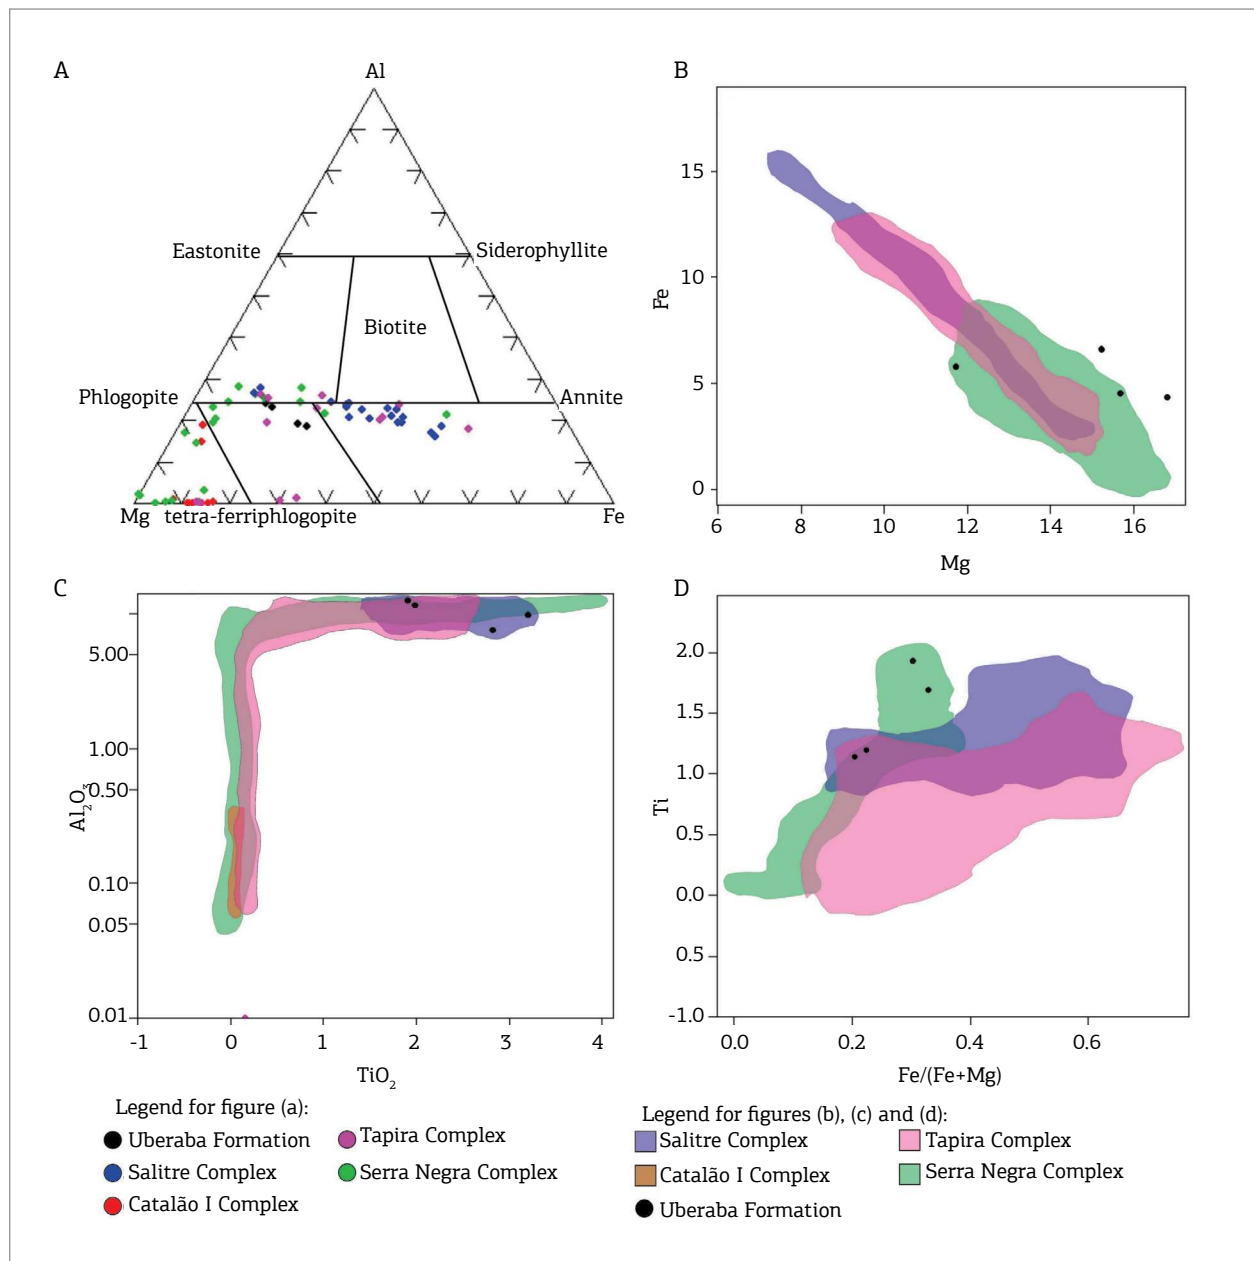 A
Al
Eastonite
Siderophyllite
Biotite
Phlogopite
Annite
Mg
tetra-ferriphlogopite
Fe
B
Fe
15
10
5
0
6
8
10
12
14
16
Mg
C
Al₂O₃
5.00
1.00
0.50
0.10
0.05
0.01
-1
0
1
2
3
4
TiO₂
D
Ti
2.0
1.5
1.0
0.5
0.0
0.5
-1.0
0.0
0.2
0.4
0.6
Fe/(Fe+Mg)
Legend for figure (a):
Uberaba Formation
Salitre Complex
Catalão I Complex
Tapira Complex
Serra Negra Complex
Legend for figures (b), (c) and (d):
Salitre Complex
Catalão I Complex
Uberaba Formation
Tapira Complex
Serra Negra Complex